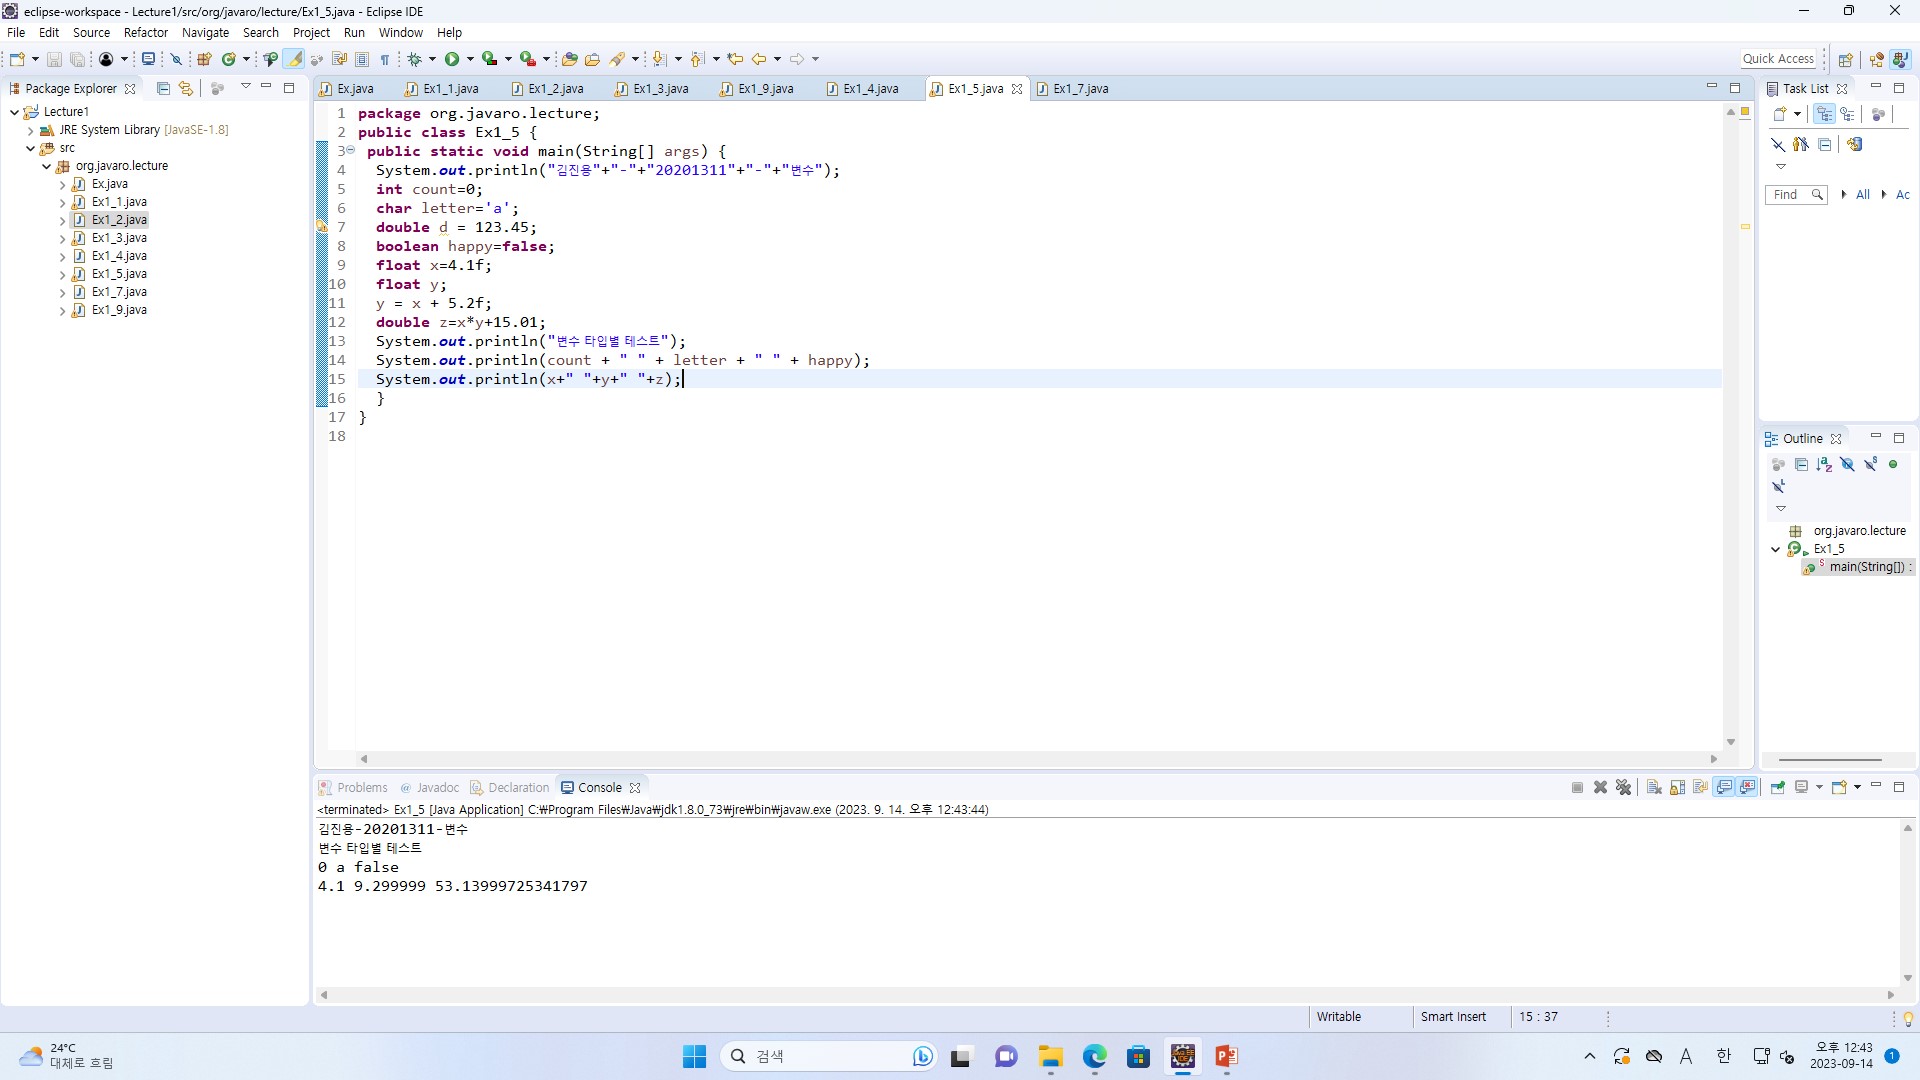 eclipse-workspace - Lecture1/src/org/javaro/lecture/Ex1_5.java - Eclipse IDE
File Edit Source Refactor Navigate Search Project Run Window Help
Quick Access
Package Explorer
Lecture1
JRE System Library [JavaSE-1.8]
src
org.javaro.lecture
Ex.java
Ex1_1.java
Ex1_2.java
Ex1_3.java
Ex1_4.java
Ex1_5.java
Ex1_7.java
Ex1_9.java
Ex.java Ex1_1.java Ex1_2.java Ex1_3.java Ex1_9.java Ex1_4.java Ex1_5.java Ex1_7.java
1 package org.javaro.lecture;
2 public class Ex1_5 {
3 public static void main(String[] args) {
4 System.out.println("김진용"+"-"+"20201311"+"-"+"변수");
5 int count=0;
6 char letter='a';
7 double d = 123.45;
8 boolean happy=false;
9 float x=4.1f;
10 float y;
11 y = x + 5.2f;
12 double z=x*y+15.01;
13 System.out.println("변수 타입별 테스트");
14 System.out.println(count + " " + letter + " " + happy);
15 System.out.println(x+" "+y+" "+z);
16 }
17 }
18
Task List
Find All Ac
Outline
org.javaro.lecture
Ex1_5
main(String[]) :
Problems Javadoc Declaration Console
<terminated> Ex1_5 [Java Application] C:₩Program Files₩Java₩jdk1.8.0_73₩jre₩bin₩javaw.exe (2023. 9. 14. 오후 12:43:44)
김진용-20201311-변수
변수 타입별 테스트
0 a false
4.1 9.299999 53.13999725341797
Writable Smart Insert 15 : 37
24°C
대체로 흐림
검색
A 한
오후 12:43
2023-09-14
1